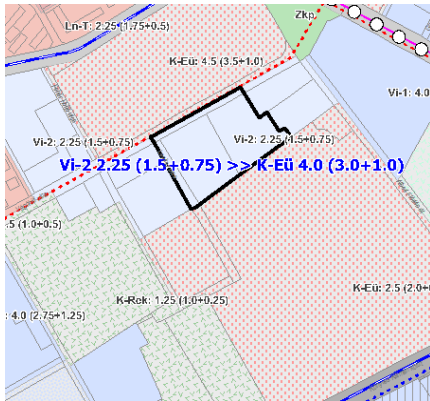 Zkp.
Ln-T: 2.25 (1.75+0.5)
K-Eü: 4.5 (3.5+1.0)
Vi-1: 4.0
Vi-2: 2.25 (1.5+0.75)
Vi-2: 2.25 (1.5+0.75)
Vi-2 2.25 (1.5+0.75) >> K-Eü 4.0 (3.0+1.0)
.5 (1.0+0.5)
K-Eü: 2.5 (2.0+
K-Rek: 1.25 (1.0+0.25)
: 4.0 (2.75+1.25)